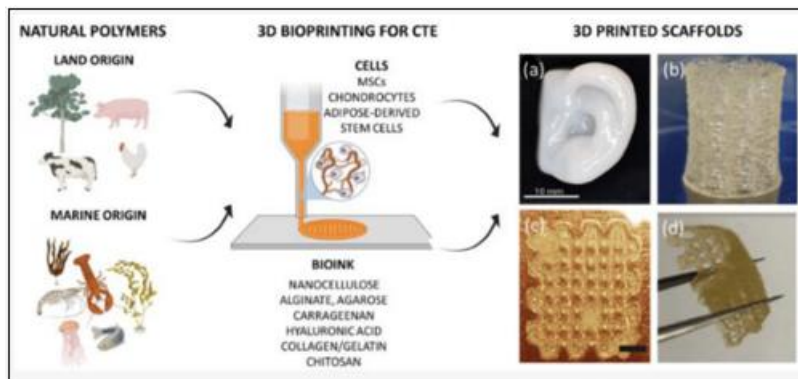 NATURAL POLYMERS
LAND ORIGIN
MARINE ORIGIN
3D BIOPRINTING FOR CTE
CELLS
MSCs
CHONDROCYTES
ADIPOSE-DERIVED
STEM CELLS
BIOINK
NANOCELLULOSE
ALGINATE, AGAROSE
CARRAGEENAN
HYALURONIC ACID
COLLAGEN/GELATIN
CHITOSAN
3D PRINTED SCAFFOLDS
(a)
10 mm
(b)
(c)
(d)